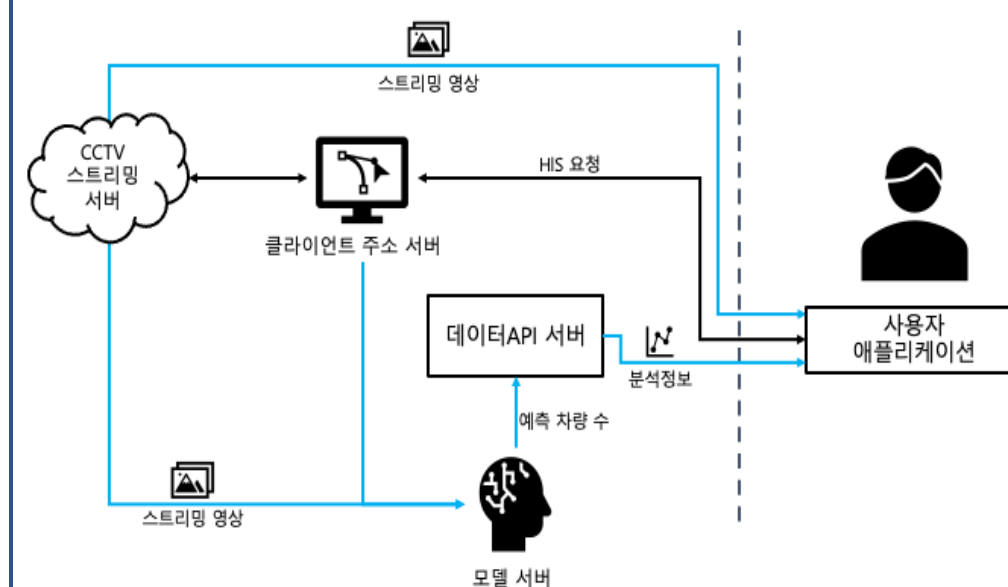 스트리밍 영상
CCTV
스트리밍
서버
HIS 요청
클라이언트 주소 서버
데이터API 서버
분석정보
사용자
애플리케이션
예측 차량 수
스트리밍 영상
모델 서버